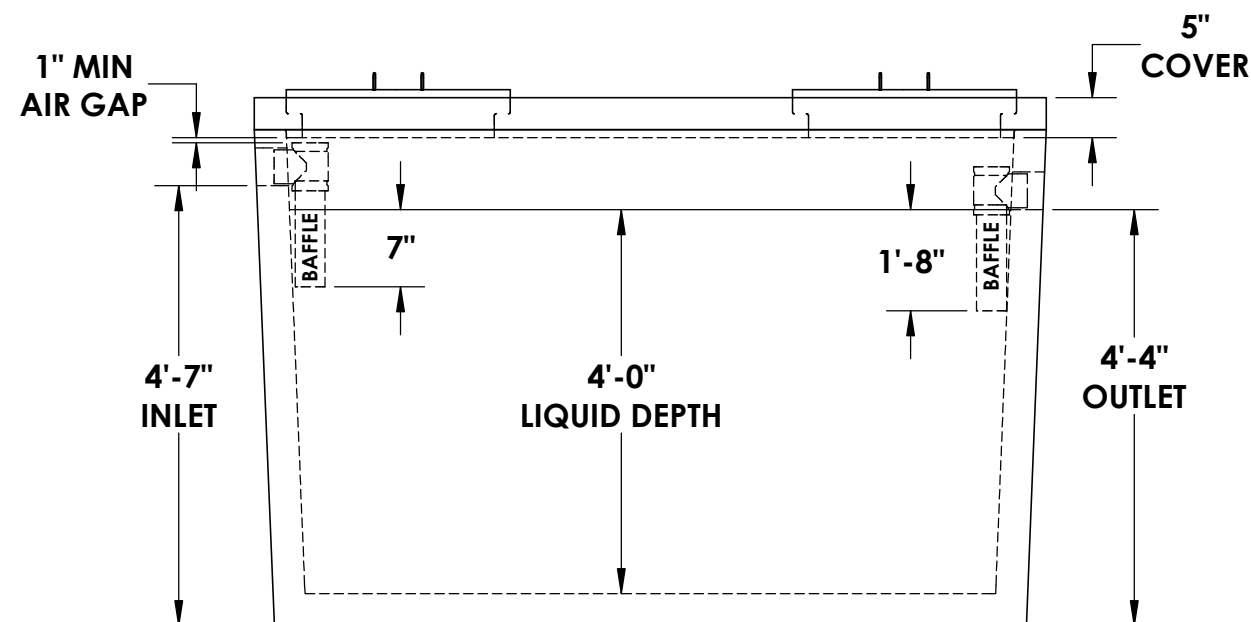 5"
COVER
1" MIN
AIR GAP
BAFFLE
7"
1'-8"
BAFFLE
4'-7"
INLET
4'-0"
LIQUID DEPTH
4'-4"
OUTLET